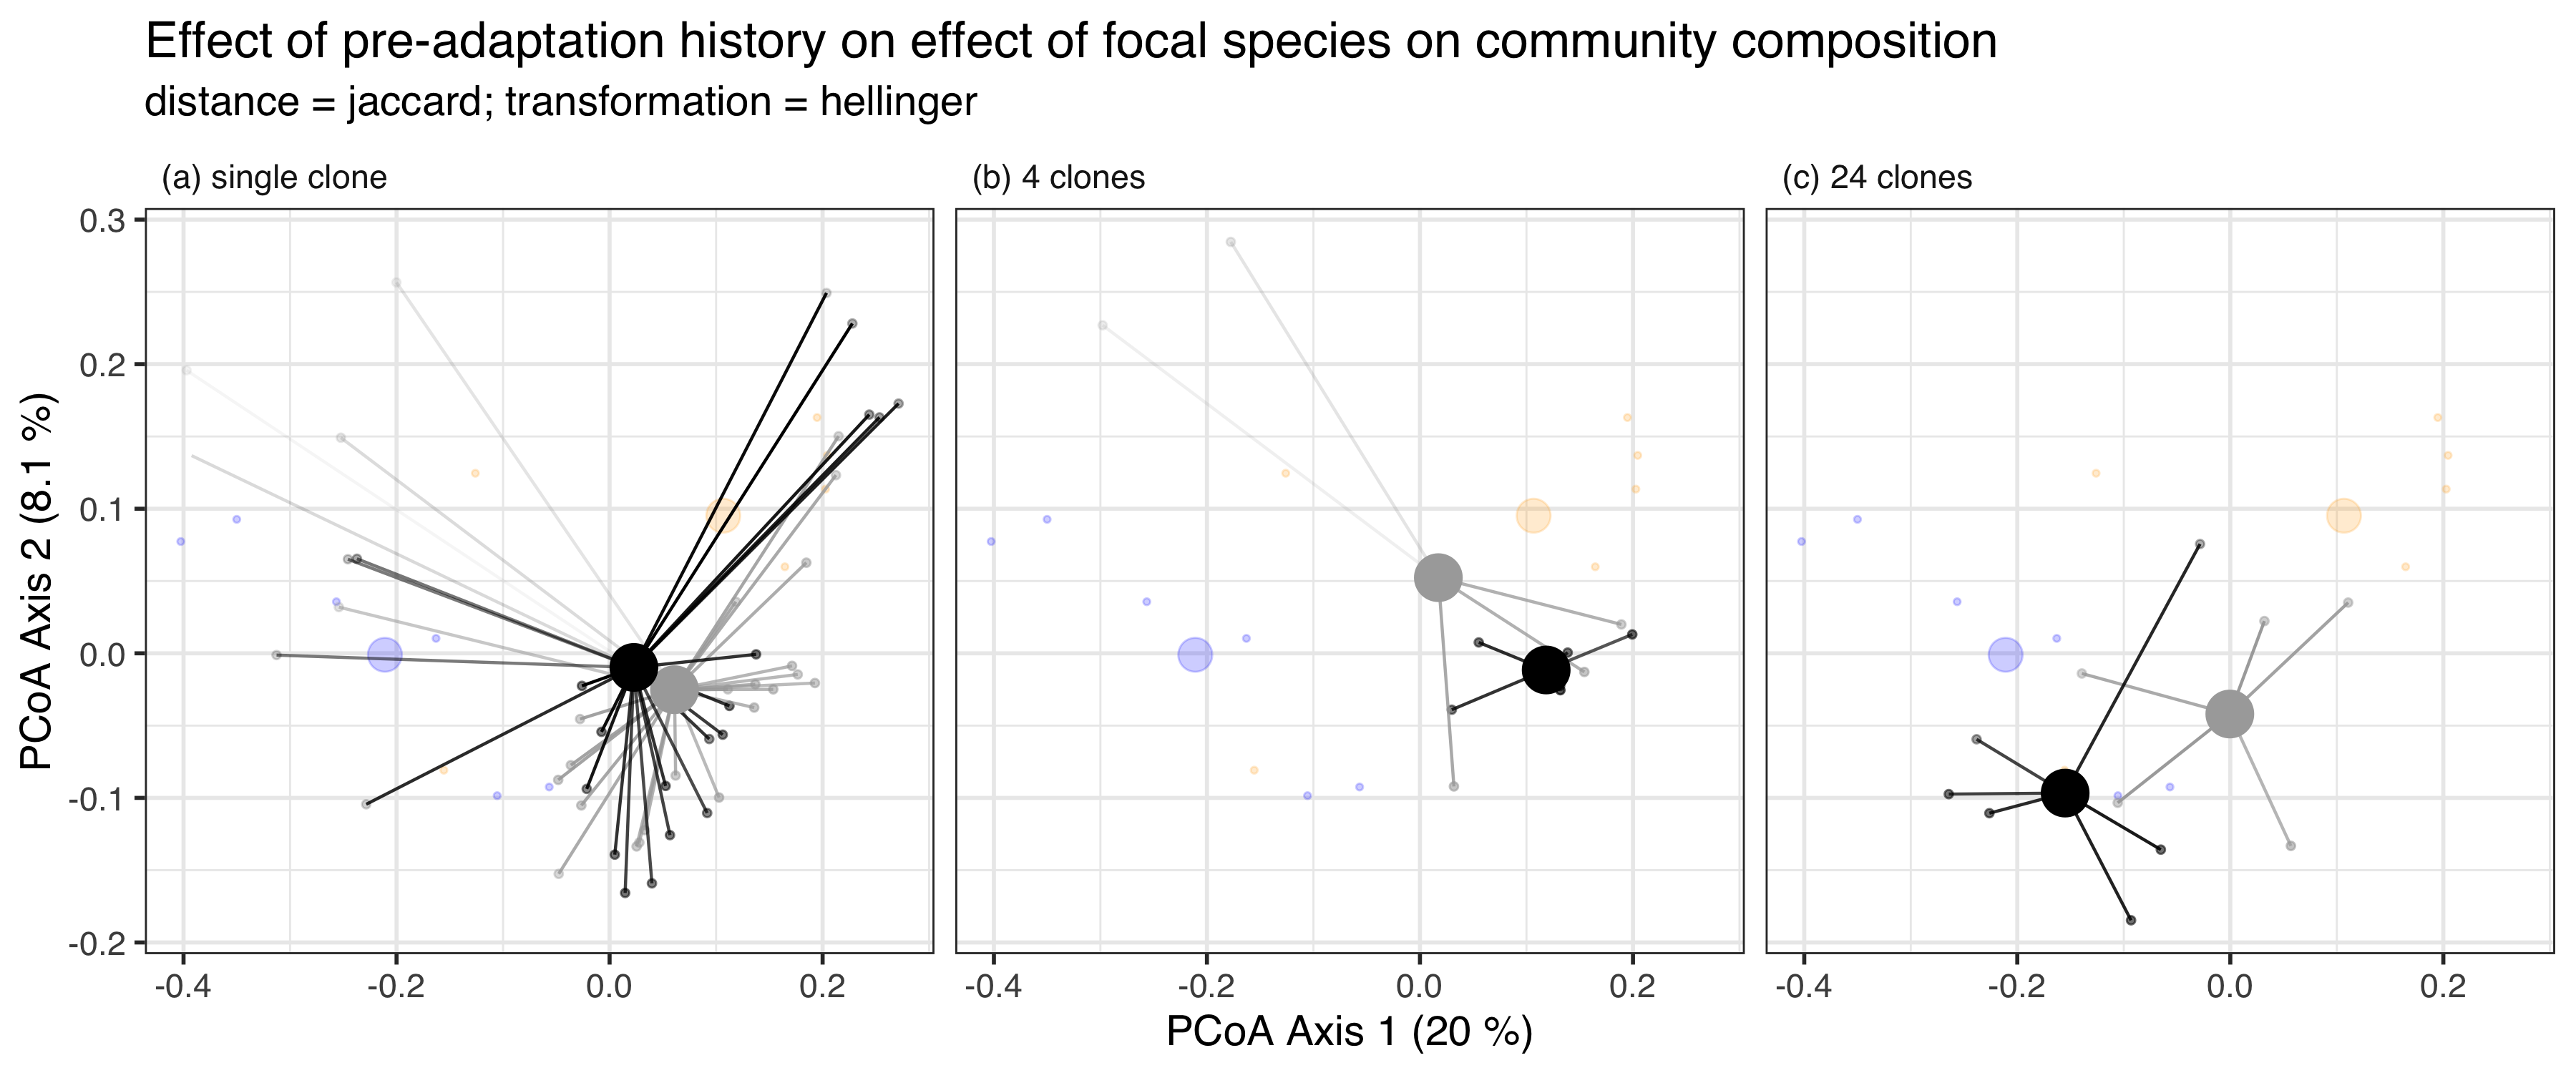 Effect of pre-adaptation history on effect of focal species on community composition
distance = jaccard; transformation = hellinger
(a) single clone
(b) 4 clones
(c) 24 clones
PCoA Axis 2 (8.1 %)
0.3
0.2
0.1
0.0
-0.1
-0.2
-0.4 -0.2 0.0 0.2 -0.4 -0.2 0.0 0.2 -0.4 -0.2 0.0 0.2
PCoA Axis 1 (20 %)